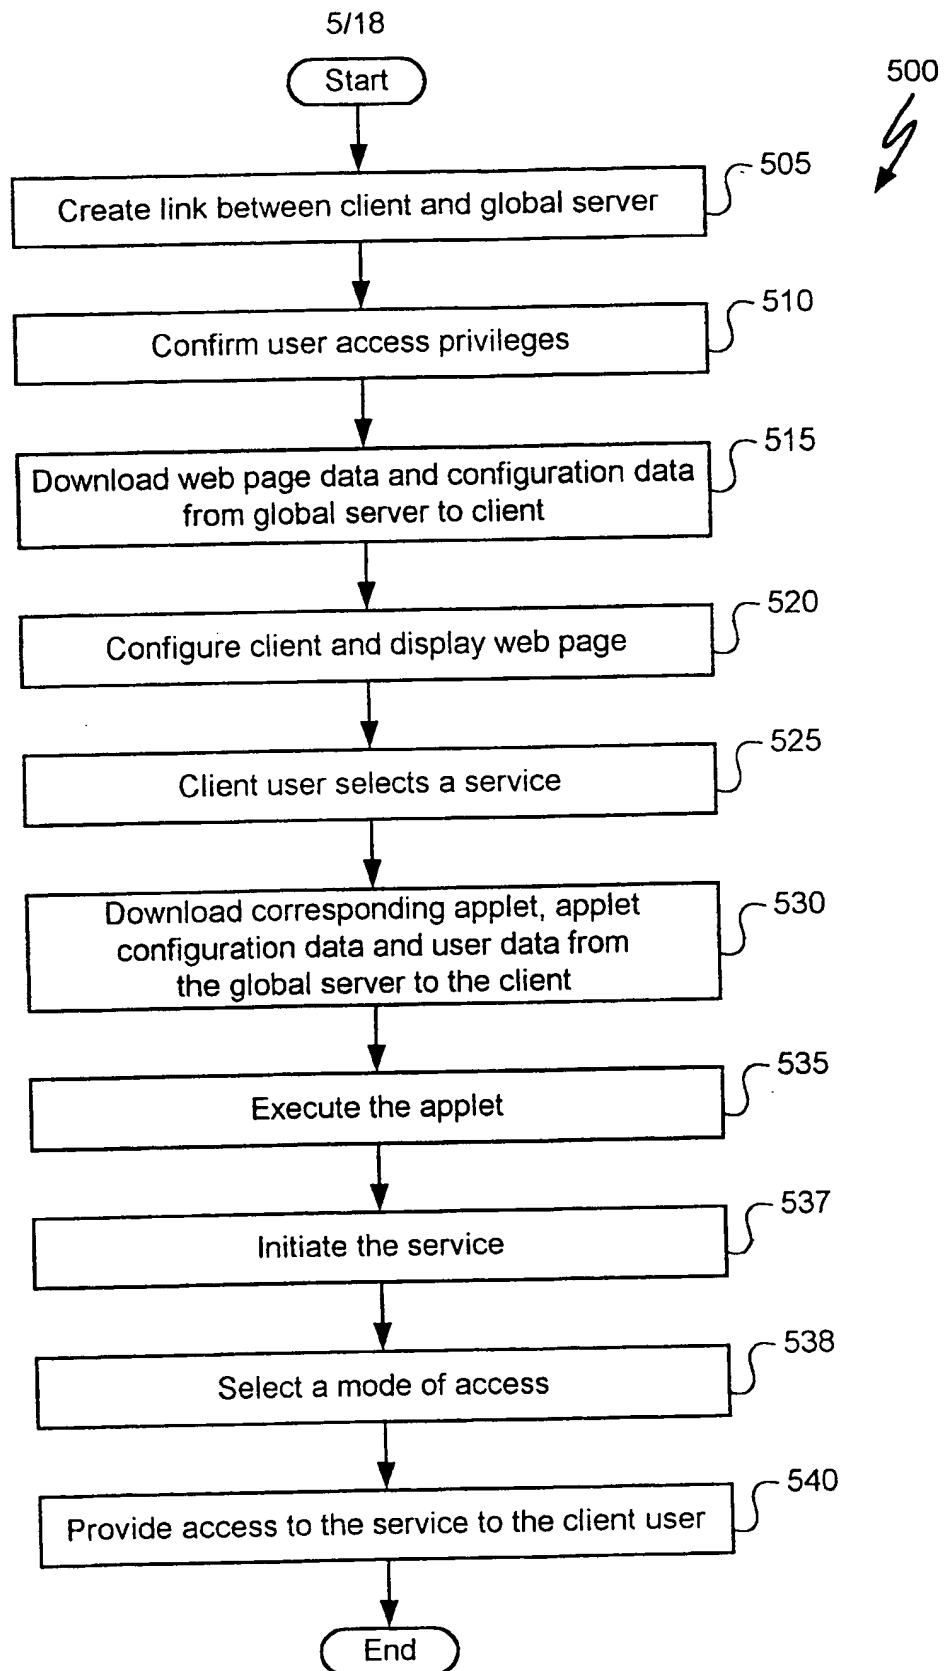 5/18
Start
500
505
Create link between client and global server
510
Confirm user access privileges
515
Download web page data and configuration data
from global server to client
520
Configure client and display web page
525
Client user selects a service
530
Download corresponding applet, applet
configuration data and user data from
the global server to the client
535
Execute the applet
537
Initiate the service
538
Select a mode of access
540
Provide access to the service to the client user
End